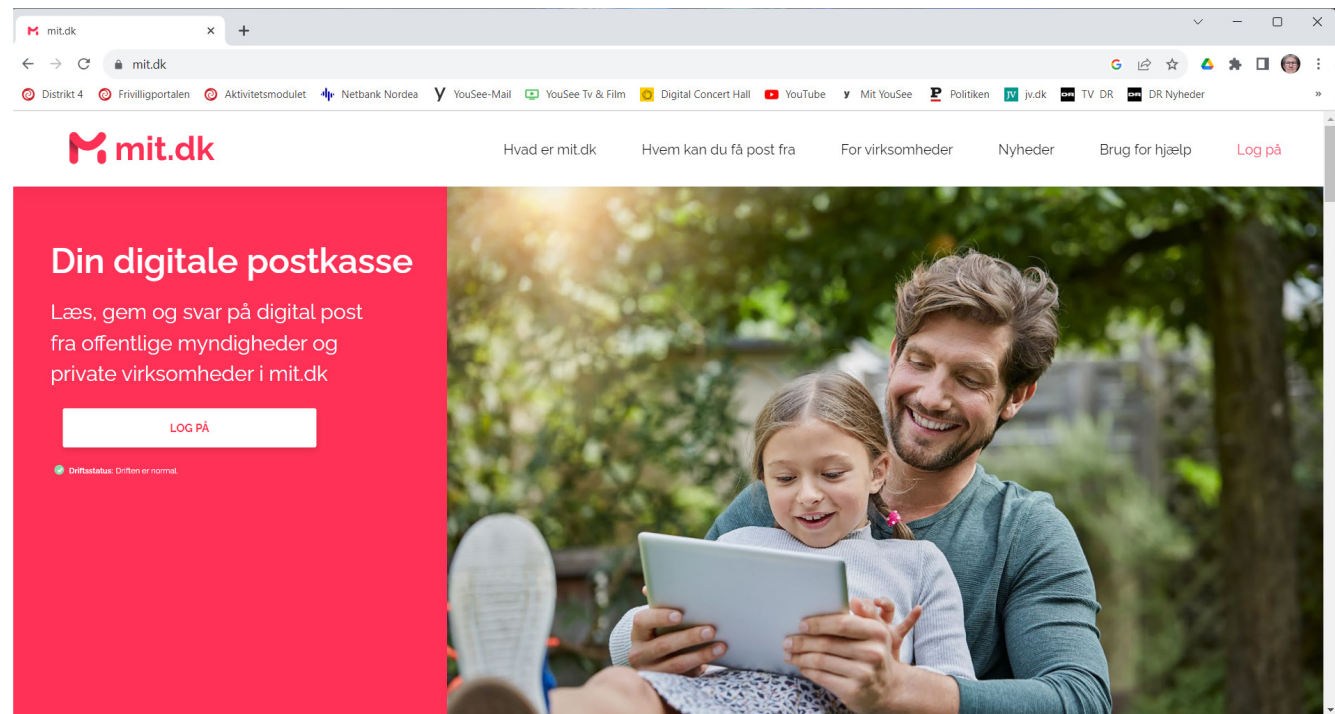 mit.dk
mit.dk
Distrikt 4 Frivilligportalen Aktivitetsmodulet Netbank Nordea YouSee-Mail YouSee Tv & Film Digital Concert Hall YouTube Mit YouSee Politiken jv.dk TV DR DR Nyheder »
mit.dk Hvad er mit.dk Hvem kan du få post fra For virksomheder Nyheder Brug for hjælp Log på
Din digitale postkasse
Læs, gem og svar på digital post
fra offentlige myndigheder og
private virksomheder i mit.dk
LOG PÅ
Driftsstatus: Driften er normal.